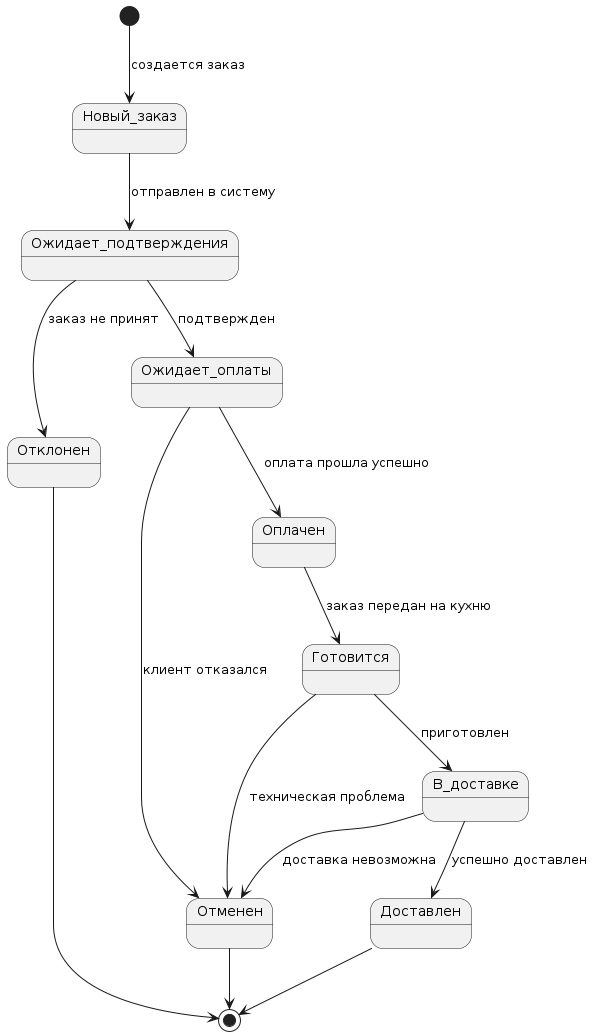 создается заказ
Новый_заказ
отправлен в систему
Ожидает_подтверждения
заказ не принят
подтвержден
Ожидает_оплаты
Отклонен
оплата прошла успешно
Оплачен
заказ передан на кухню
Готовится
клиент отказался
приготовлен
В_доставке
техническая проблема
доставка невозможна
успешно доставлен
Отменен
Доставлен